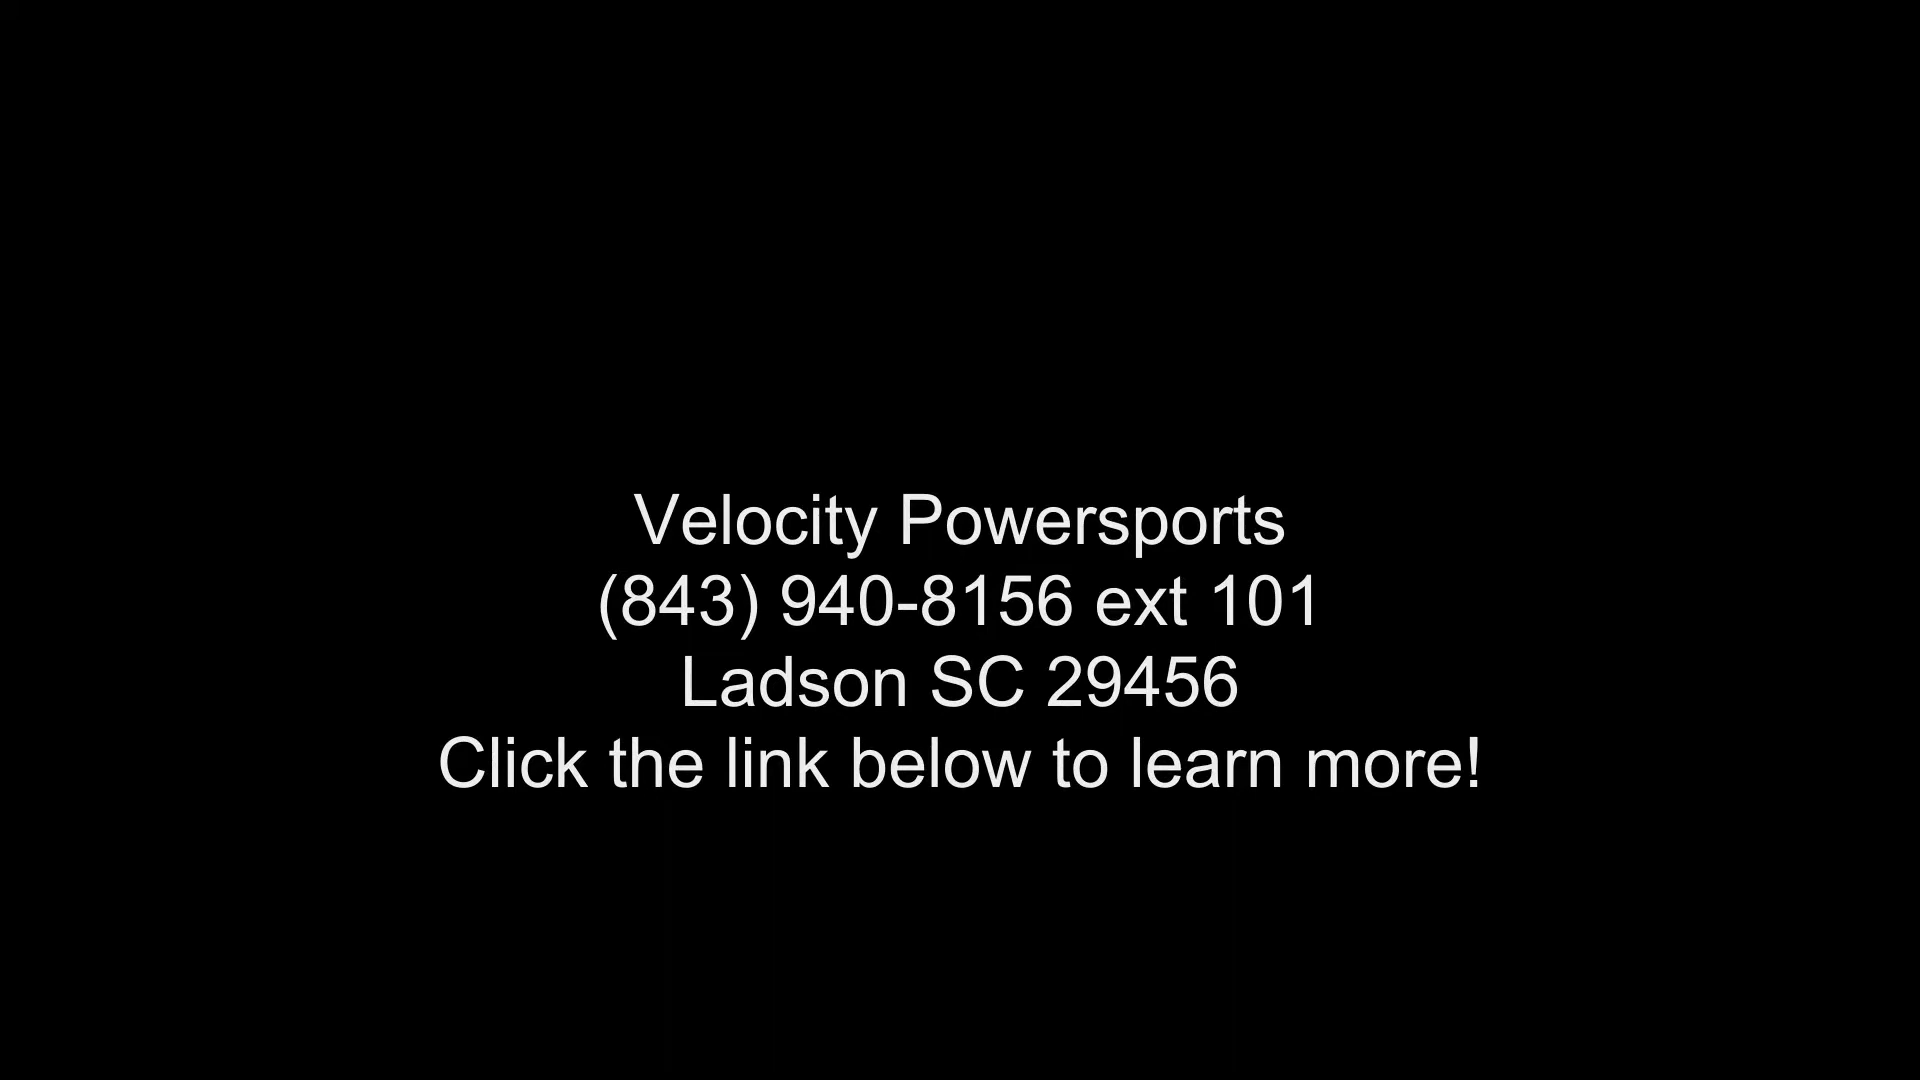 Velocity Powersports
(843) 940-8156 ext 101
Ladson SC 29456
Click the link below to learn more!